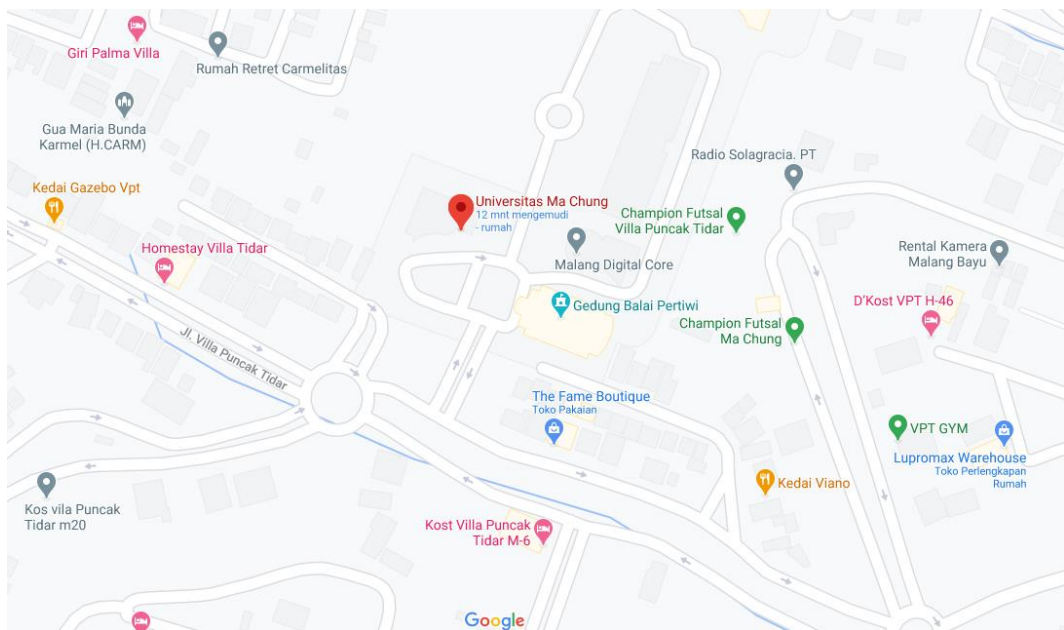 Giri Palma Villa
Rumah Retret Carmelitas
Gua Maria Bunda
Karmel (H.CARM)
Radio Solagracia. PT
Kedai Gazebo Vpt
Universitas Ma Chung
12 mnt mengemudi
- rumah
Champion Futsal
Villa Puncak Tidar
Homestay Villa Tidar
Malang Digital Core
Rental Kamera
Malang Bayu
Gedung Balai Pertiwi
D'Kost VPT H-46
Champion Futsal
Ma Chung
Jl. Villa Puncak Tidar
The Fame Boutique
Toko Pakaian
VPT GYM
Lupromax Warehouse
Toko Perlengkapan
Rumah
Kedai Viano
Kos vila Puncak
Tidar m20
Kost Villa Puncak
Tidar M-6
Google